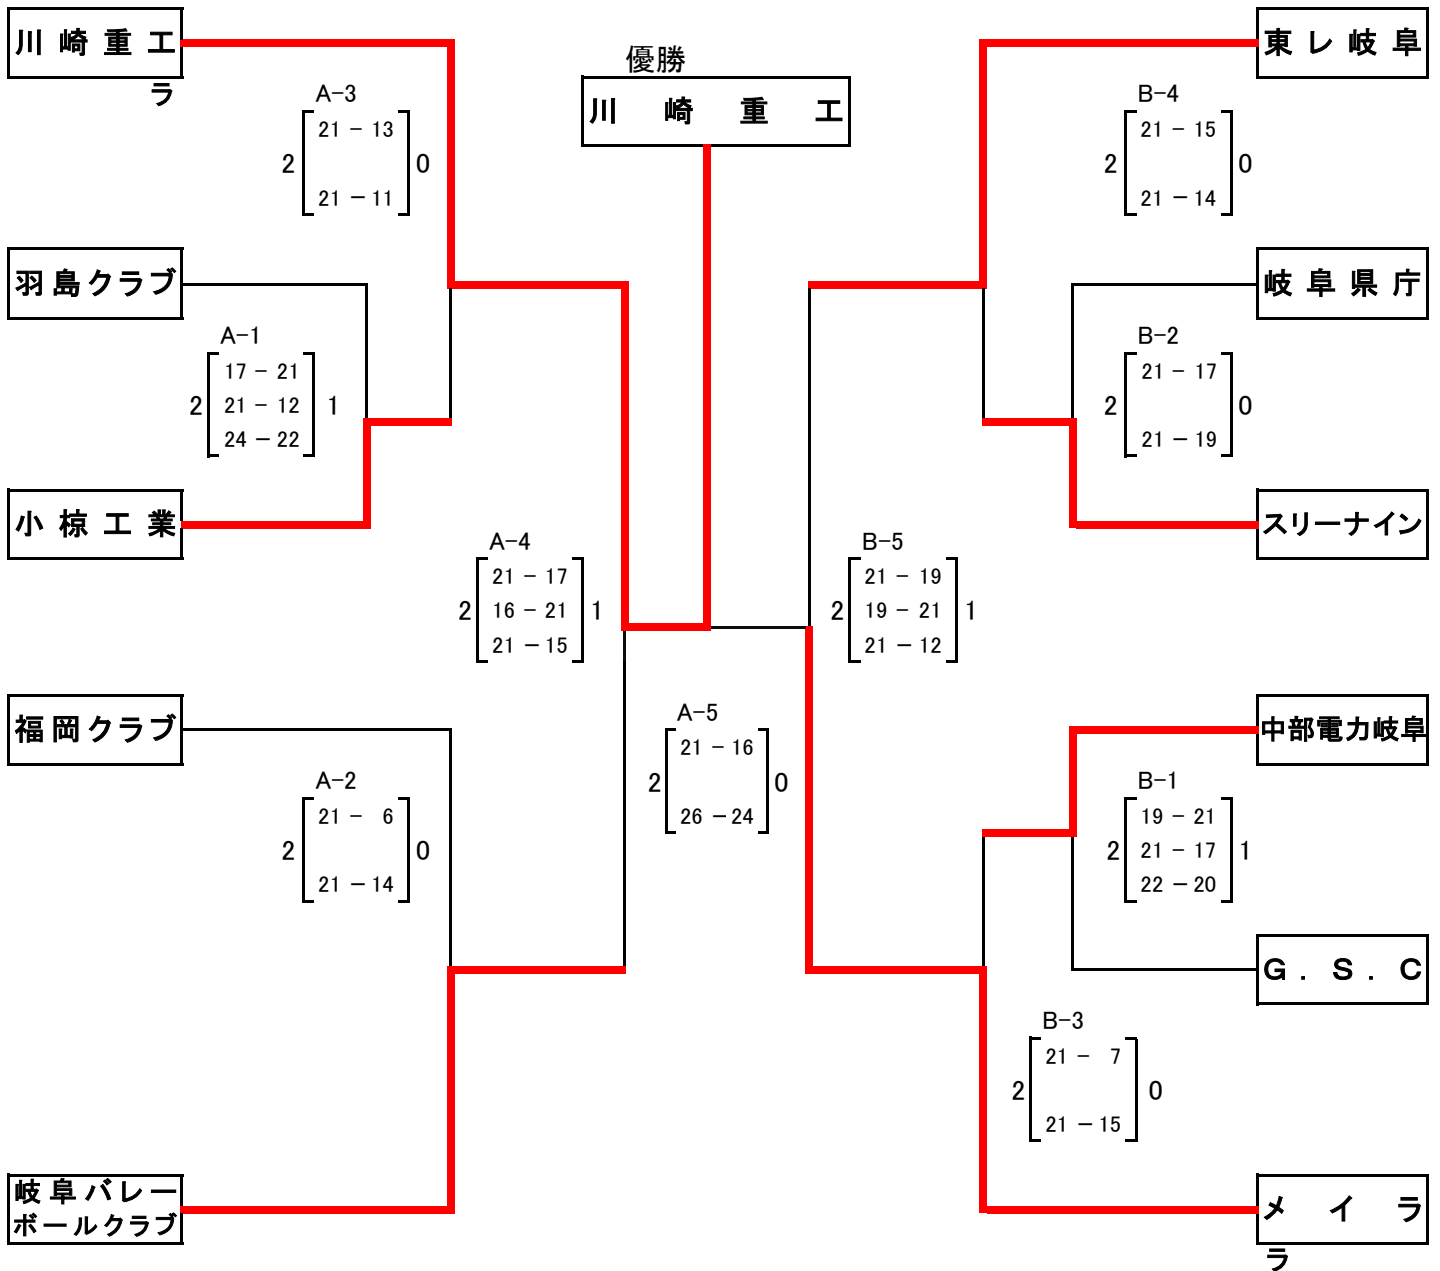 川崎重工
ラ
優勝
川崎重工
東レ岐阜
A-3
21 - 13
2 0
21 - 11
B-4
21 - 15
2 0
21 - 14
羽島クラブ
岐阜県庁
A-1
17 - 21
2 21 - 12 1
24 - 22
B-2
21 - 17
2 0
21 - 19
小椋工業
スリーナイン
A-4
21 - 17
2 16 - 21 1
21 - 15
B-5
21 - 19
2 19 - 21 1
21 - 12
福岡クラブ
中部電力岐阜
A-5
21 - 16
2 0
26 - 24
A-2
21 - 6
2 0
21 - 14
B-1
19 - 21
2 21 - 17 1
22 - 20
G.S.C
B-3
21 - 7
2 0
21 - 15
岐阜バレー
ボールクラブ
メイラ
ラ